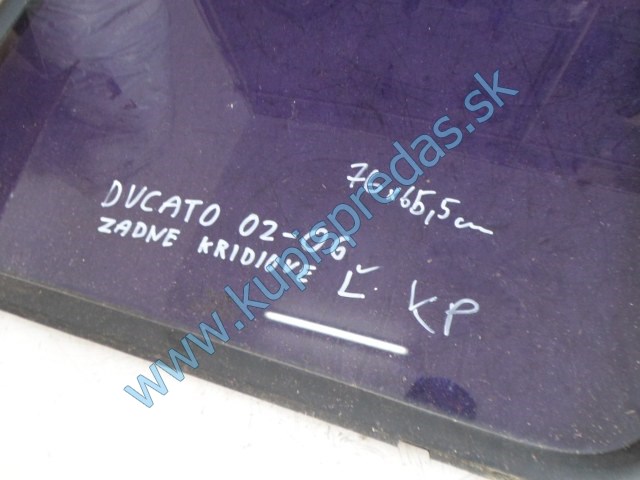 76x65,5cm
DUCATO 02-06
ZADNE KRIDLOVE Ľ. KP
www.kupispredas.sk